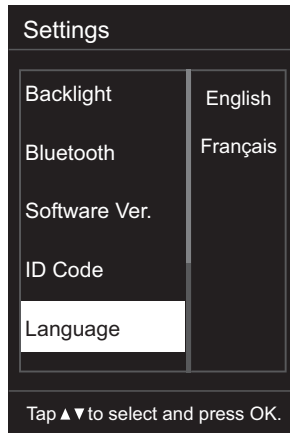 Settings
Backlight
Bluetooth
Software Ver.
ID Code
Language
English
Français
Tap ▲▼to select and press OK.